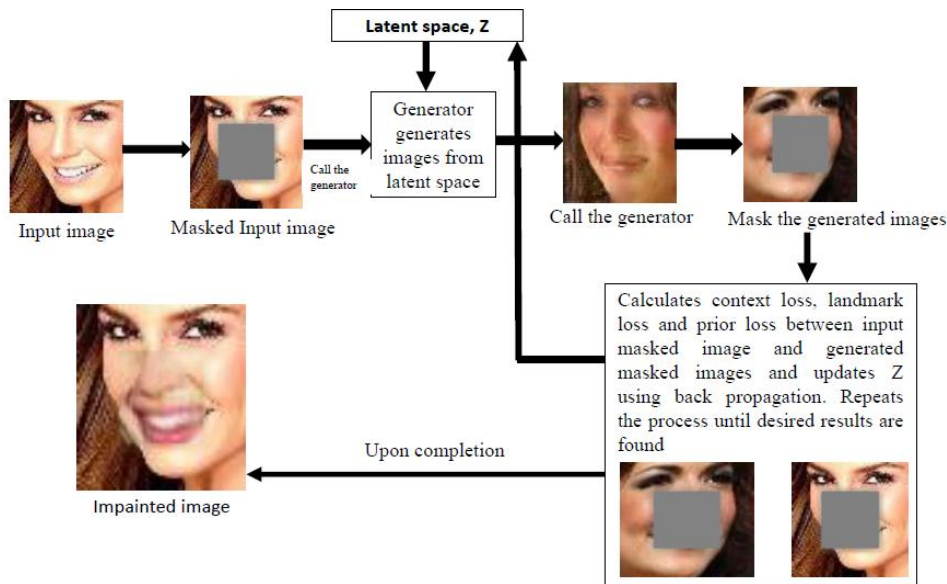 Latent space, Z
Generator
generates
images from
latent space
Call the
generator
Input image
Masked Input image
Call the generator
Mask the generated images
Calculates context loss, landmark
loss and prior loss between input
masked image and generated
masked images and updates Z
using back propagation. Repeats
the process until desired results are
found
Upon completion
Impainted image